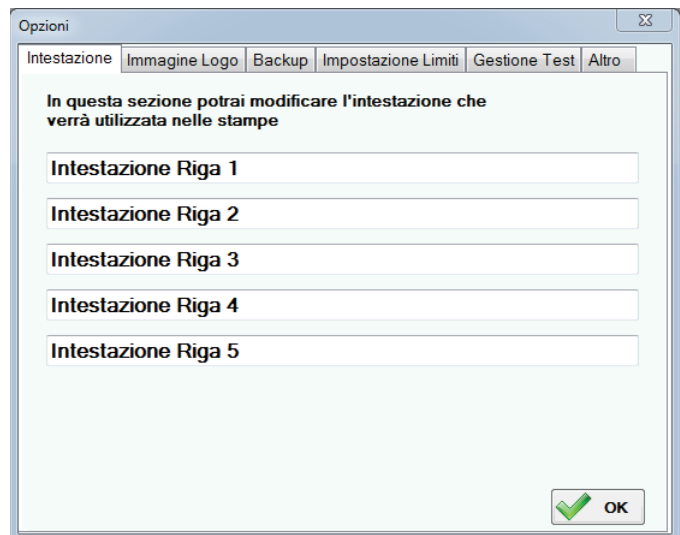 Opzioni
Intestazione Immagine Logo Backup Impostazione Limiti Gestione Test Altro
In questa sezione potrai modificare l'intestazione che
verrà utilizzata nelle stampe
Intestazione Riga 1
Intestazione Riga 2
Intestazione Riga 3
Intestazione Riga 4
Intestazione Riga 5
OK